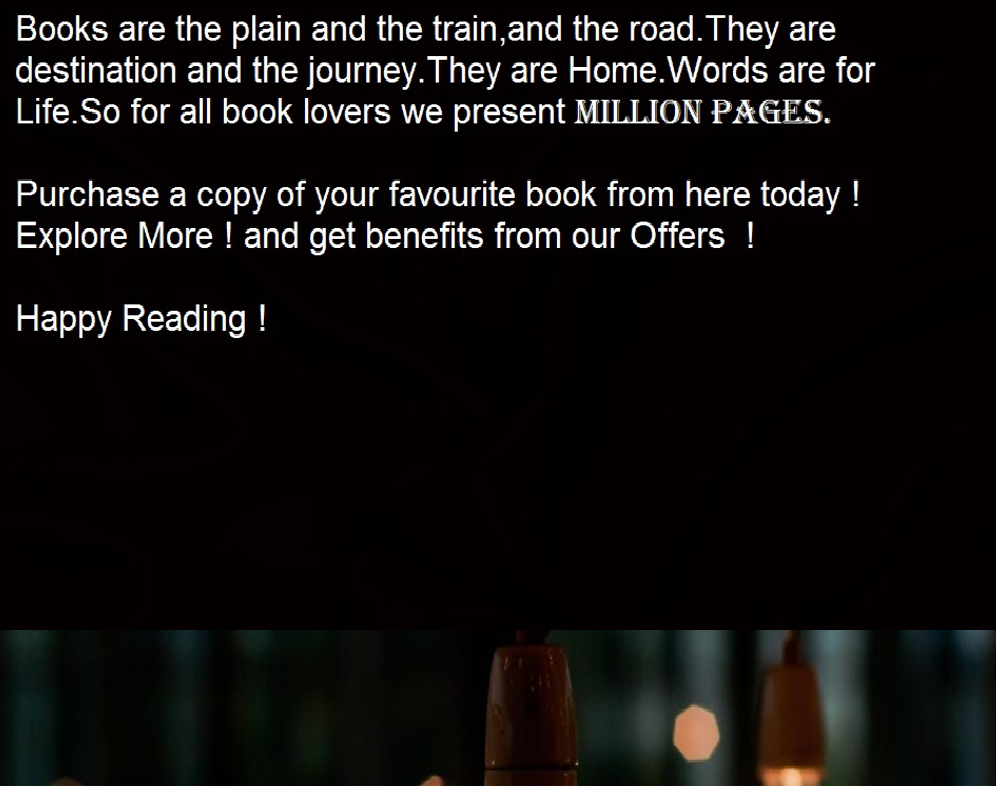 Books are the plain and the train,and the road.They are
destination and the journey.They are Home.Words are for
Life.So for all book lovers we present MILLION PAGES.
Purchase a copy of your favourite book from here today !
Explore More ! and get benefits from our Offers  !
Happy Reading !